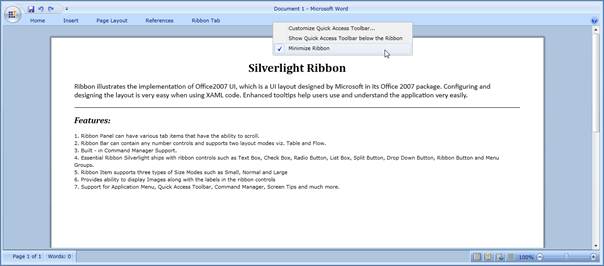 Document 1 - Microsoft Word
Home Insert Page Layout References Ribbon Tab
Customize Quick Access Toolbar...
Show Quick Access Toolbar below the Ribbon
Minimize Ribbon
Silverlight Ribbon
Ribbon illustrates the implementation of Office2007 UI, which is a UI layout designed by Microsoft in its Office 2007 package. Configuring and
designing the layout is very easy when using XAML code. Enhanced tooltips help users use and understand the application very easily.
Features:
1. Ribbon Panel can have various tab items that have the ability to scroll.
2. Ribbon Bar can contain any number controls and supports two layout modes viz. Table and Flow.
3. Built - in Command Manager Support.
4. Essential Ribbon Silverlight ships with ribbon controls such as Text Box, Check Box, Radio Button, List Box, Split Button, Drop Down Button, Ribbon Button and Menu
Groups.
5. Ribbon Item supports three types of Size Modes such as Small, Normal and Large
6. Provides ability to display Images along with the labels in the ribbon controls
7. Support for Application Menu, Quick Access Toolbar, Command Manager, Screen Tips and much more.
Page 1 of 1 Words: 0 100%